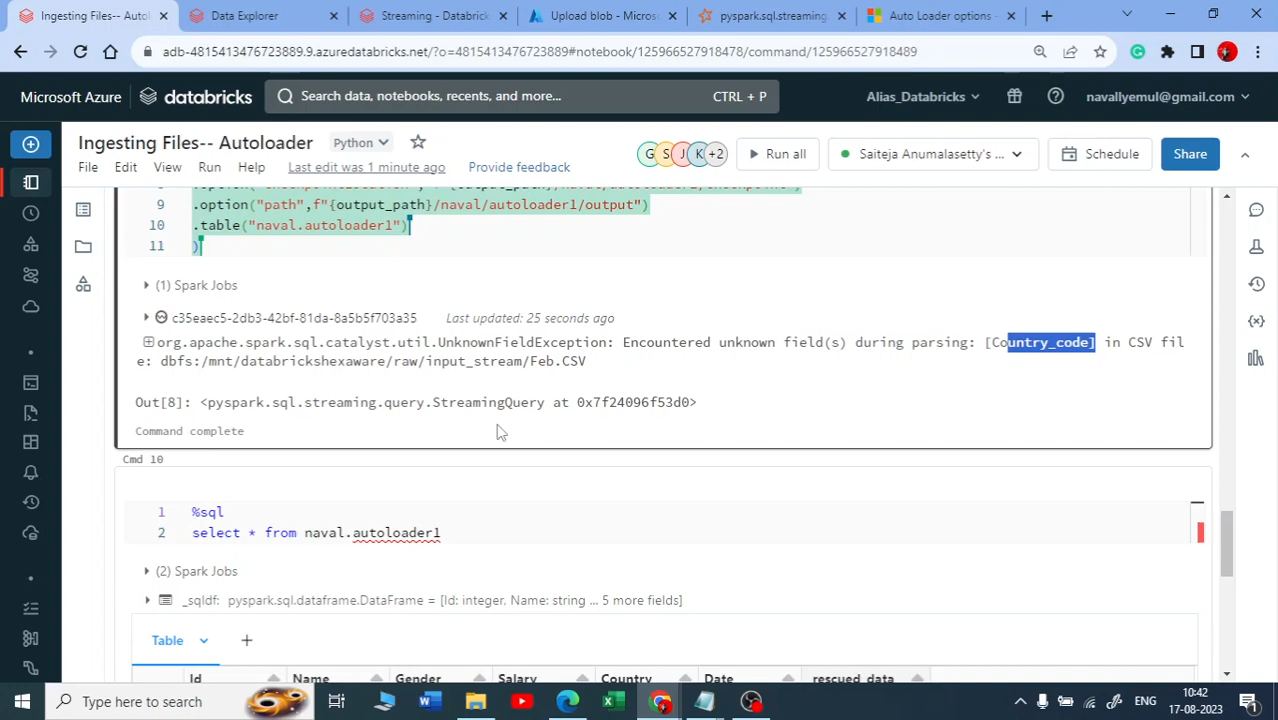 Ingesting Files-- Autoloa
Data Explorer
Streaming - Databrick
Upload blob - Micros
pyspark.sql.streaming.
Auto Loader options -
adb-4815413476723889.9.azuredatabricks.net/?o=4815413476723889#notebook/125966527918478/command/125966527918489
Microsoft Azure
databricks
Search data, notebooks, recents, and more...
CTRL + P
Alias_Databricks
navallyemul@gmail.com
Ingesting Files-- Autoloader
Python
File
Edit
View
Run
Help
Last edit was 1 minute ago
Provide feedback
G S J K +2
Run all
Saiteja Anumalasetty's ...
Schedule
Share
9 .option("path",f"{output_path}/naval/autoloader1/output")
10 .table("naval.autoloader1")
11 )
(1) Spark Jobs
c35eaec5-2db3-42bf-81da-8a5b5f703a35 Last updated: 25 seconds ago
org.apache.spark.sql.catalyst.util.UnknownFieldException: Encountered unknown field(s) during parsing: [Country_code] in CSV fil
e: dbfs:/mnt/databrickshexaware/raw/input_stream/Feb.CSV
Out[8]: <pyspark.sql.streaming.query.StreamingQuery at 0x7f24096f53d0>
Command complete
Cmd 10
1 %sql
2 select * from naval.autoloader1
(2) Spark Jobs
_sqldf: pyspark.sql.dataframe.DataFrame = [Id: integer, Name: string ... 5 more fields]
Table
Id Name Gender Salary Country Date _rescued_data
Type here to search
ENG
10:42
17-08-2023